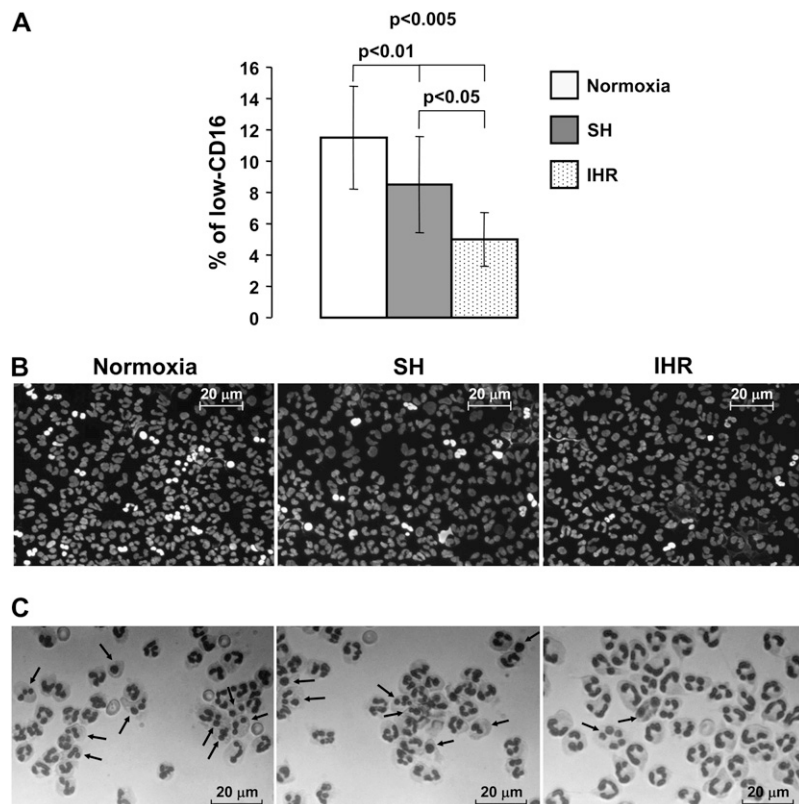 A
p<0.005
p<0.01
p<0.05
16
14
12
10
8
6
4
2
0
% of low-CD16
Normoxia
SH
IHR
B
Normoxia SH IHR
20 µm 20 µm 20 µm
C
20 µm 20 µm 20 µm